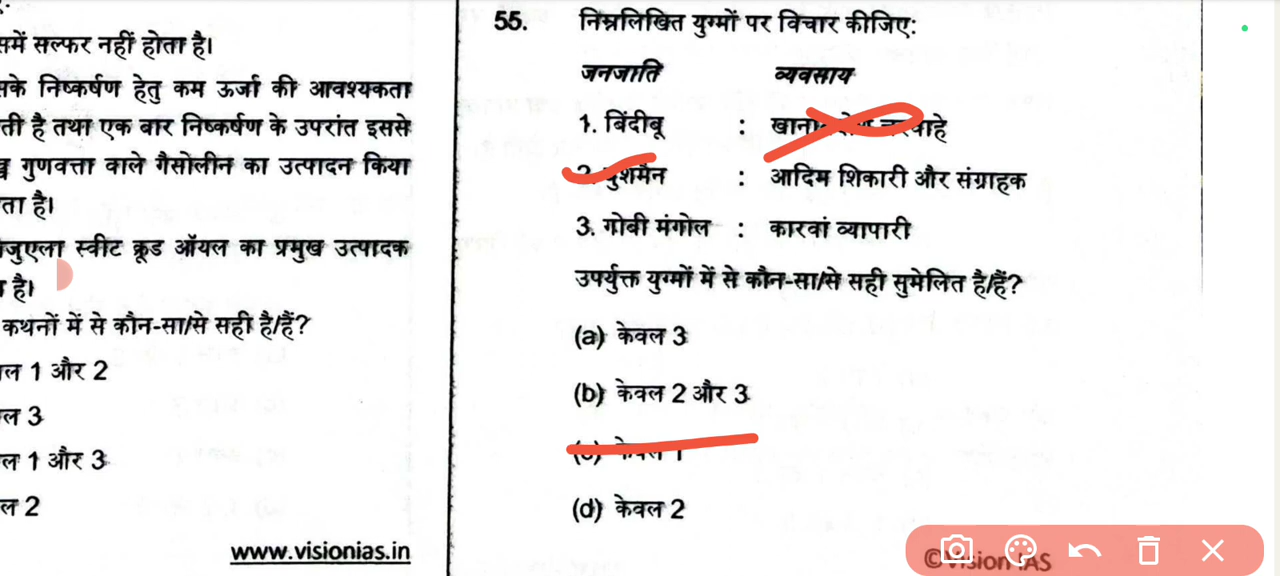 समें सल्फर नहीं होता है।
सके निष्कर्षण हेतु कम ऊर्जा की आवश्यकता
ती है तथा एक बार निष्कर्षण के उपरांत इससे
गुणवत्ता वाले गैसोलीन का उत्पादन किया
ता है।
जुएला स्वीट क्रूड ऑयल का प्रमुख उत्पादक
है।
कथनों में से कौन-सा/से सही है/हैं?
ल 1 और 2
ल 3
ल 1 और 3
ल 2
www.visionias.in
55. निम्नलिखित युग्मों पर विचार कीजिए:
जनजाति व्यवसाय
1. बिंदीबू :
: आदिम शिकारी और संग्राहक
3. गोबी मंगोल : कारवां व्यापारी
उपर्युक्त युग्मों में से कौन-सा/से सही सुमेलित है/हैं?
(a) केवल 3
(b) केवल 2 और 3
(d) केवल 2
©Vision IAS